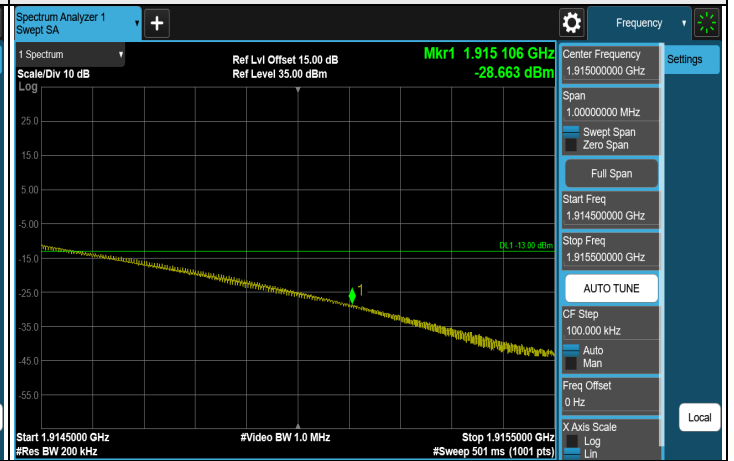 Spectrum Analyzer 1
Swept SA
+
Frequency
1 Spectrum
Scale/Div 10 dB
Log
Ref Lvl Offset 15.00 dB
Ref Level 35.00 dBm
Mkr1 1.915 106 GHz
-28.663 dBm
25.0
15.0
5.00
-5.00
-15.0
-25.0
-35.0
-45.0
-55.0
DL1 -13.00 dBm
1
Start 1.9145000 GHz
#Res BW 200 kHz
#Video BW 1.0 MHz
Stop 1.9155000 GHz
#Sweep 501 ms (1001 pts)
Center Frequency
1.915000000 GHz
Span
1.00000000 MHz
Swept Span
Zero Span
Full Span
Start Freq
1.914500000 GHz
Stop Freq
1.915500000 GHz
AUTO TUNE
CF Step
100.000 kHz
Auto
Man
Freq Offset
0 Hz
X Axis Scale
Log
Lin
Settings
Local